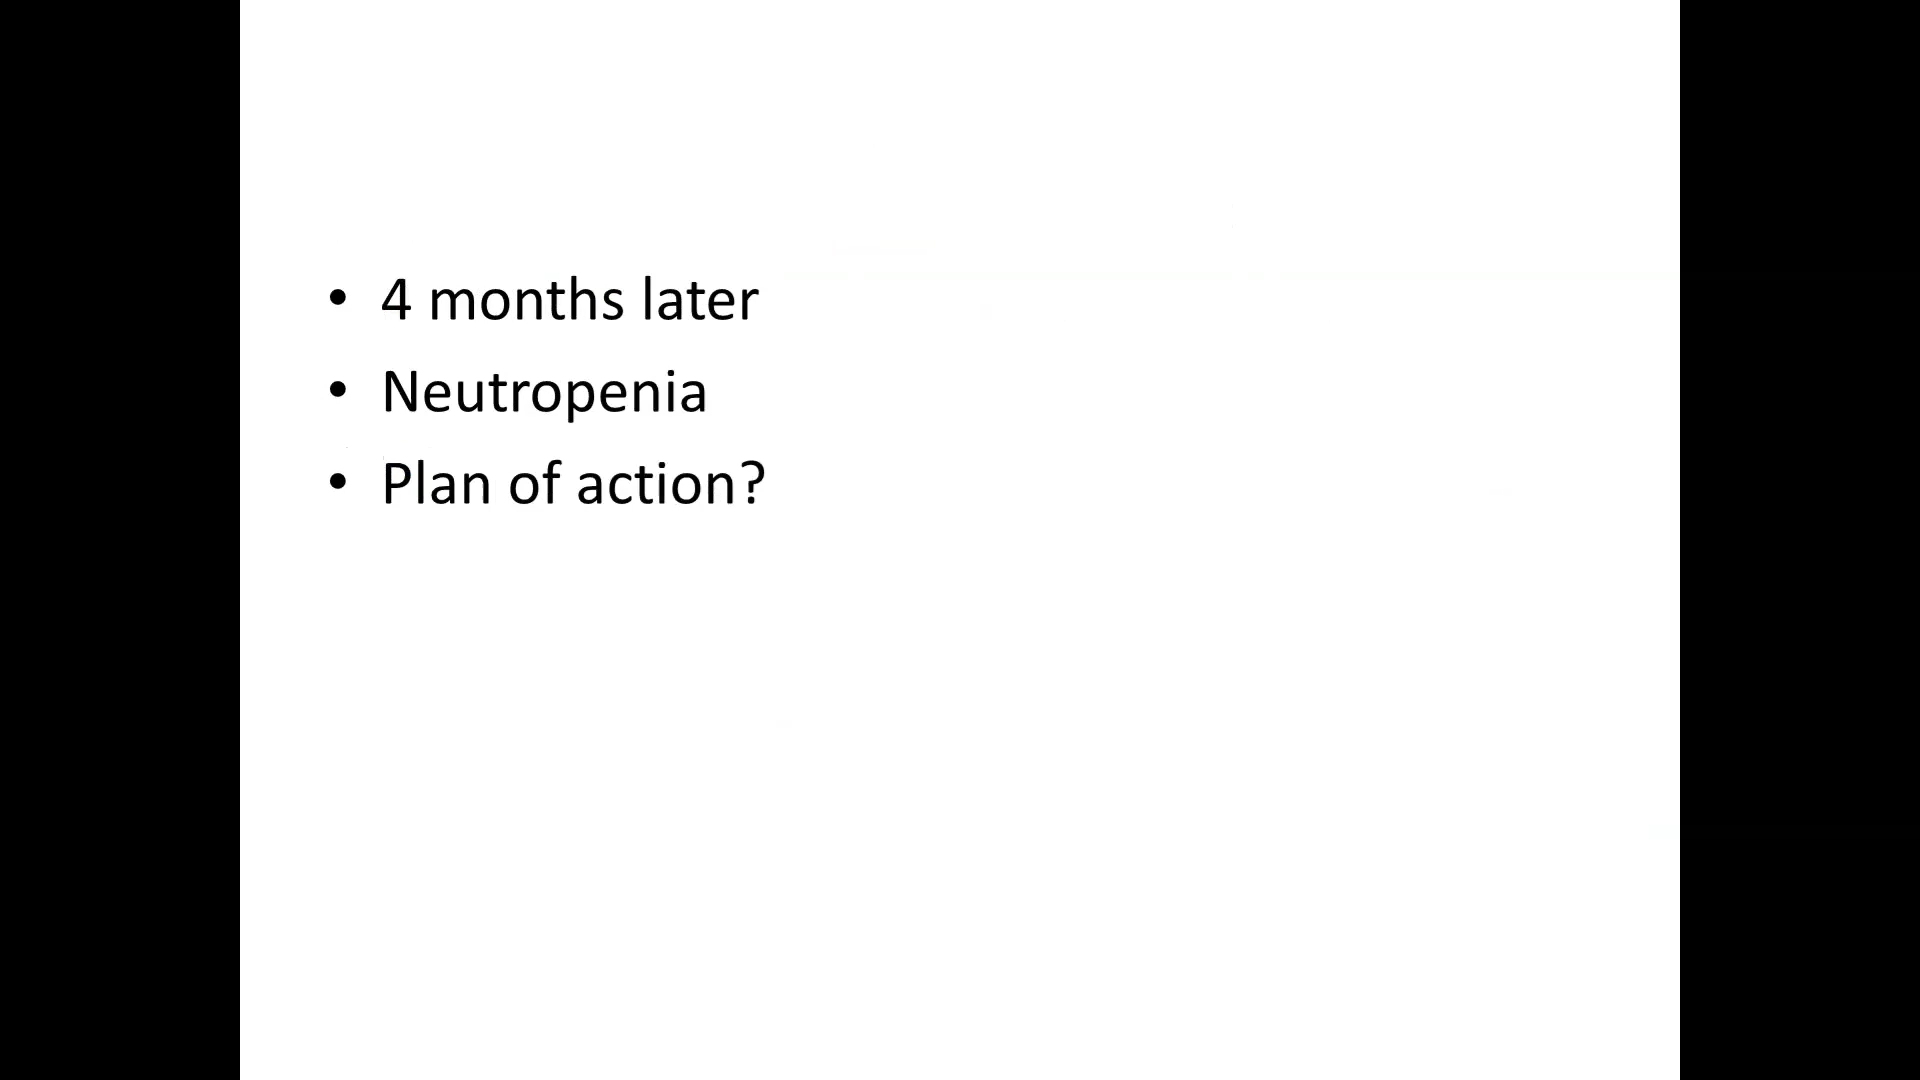 • 4 months later
• Neutropenia
• Plan of action?